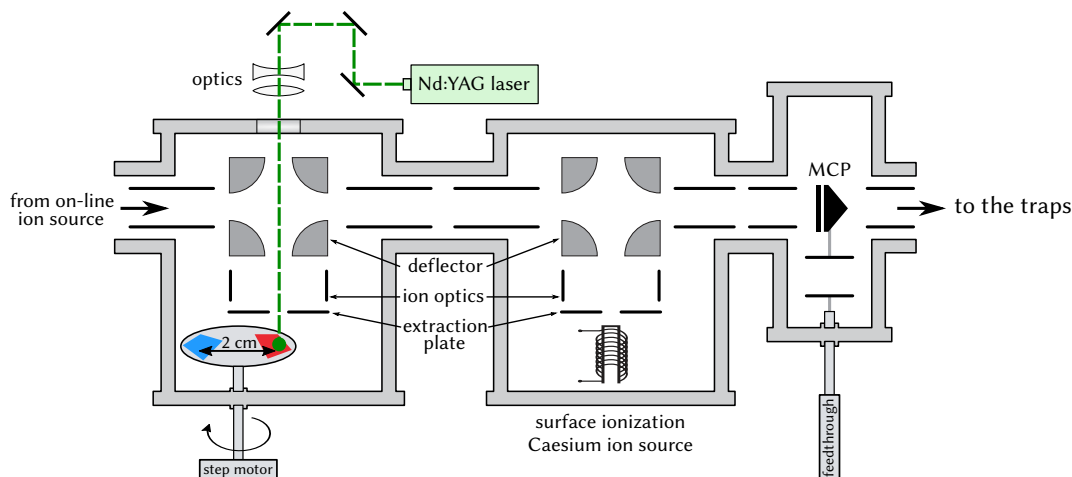 optics
Nd:YAG laser
MCP
from on-line
ion source
to the traps
deflector
ion optics
extraction
plate
2 cm
surface ionization
Caesium ion source
step motor
feedthrough